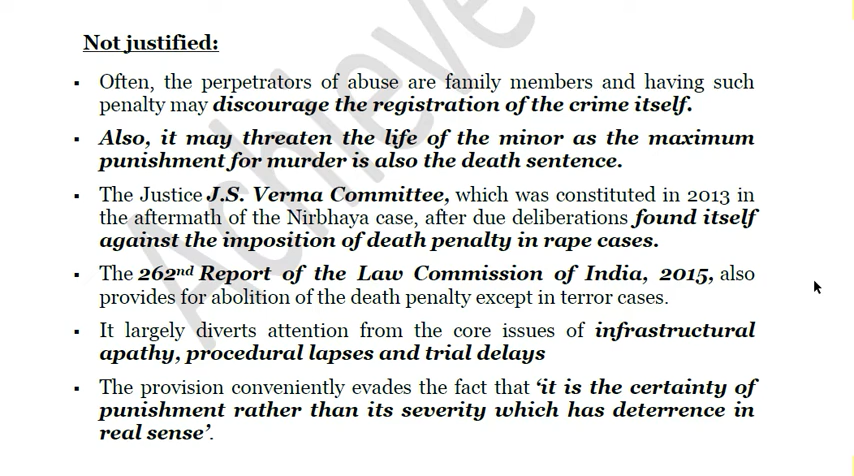 Not justified:
▪ Often, the perpetrators of abuse are family members and having such
penalty may discourage the registration of the crime itself.
▪ Also, it may threaten the life of the minor as the maximum
punishment for murder is also the death sentence.
▪ The Justice J.S. Verma Committee, which was constituted in 2013 in
the aftermath of the Nirbhaya case, after due deliberations found itself
against the imposition of death penalty in rape cases.
▪ The 262nd Report of the Law Commission of India, 2015, also
provides for abolition of the death penalty except in terror cases.
▪ It largely diverts attention from the core issues of infrastructural
apathy, procedural lapses and trial delays
▪ The provision conveniently evades the fact that ‘it is the certainty of
punishment rather than its severity which has deterrence in
real sense’.
Achieve